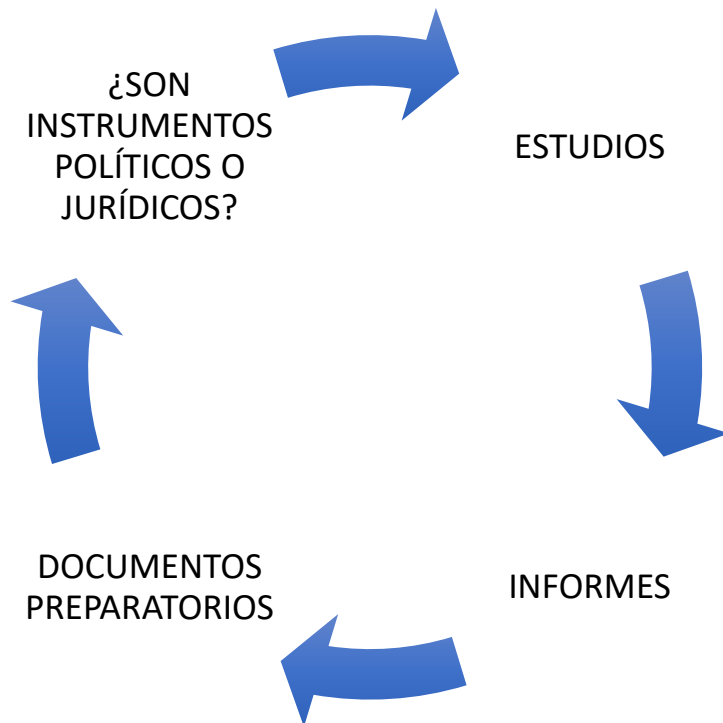 ¿SON
INSTRUMENTOS
POLÍTICOS O
JURÍDICOS?
ESTUDIOS
INFORMES
DOCUMENTOS
PREPARATORIOS